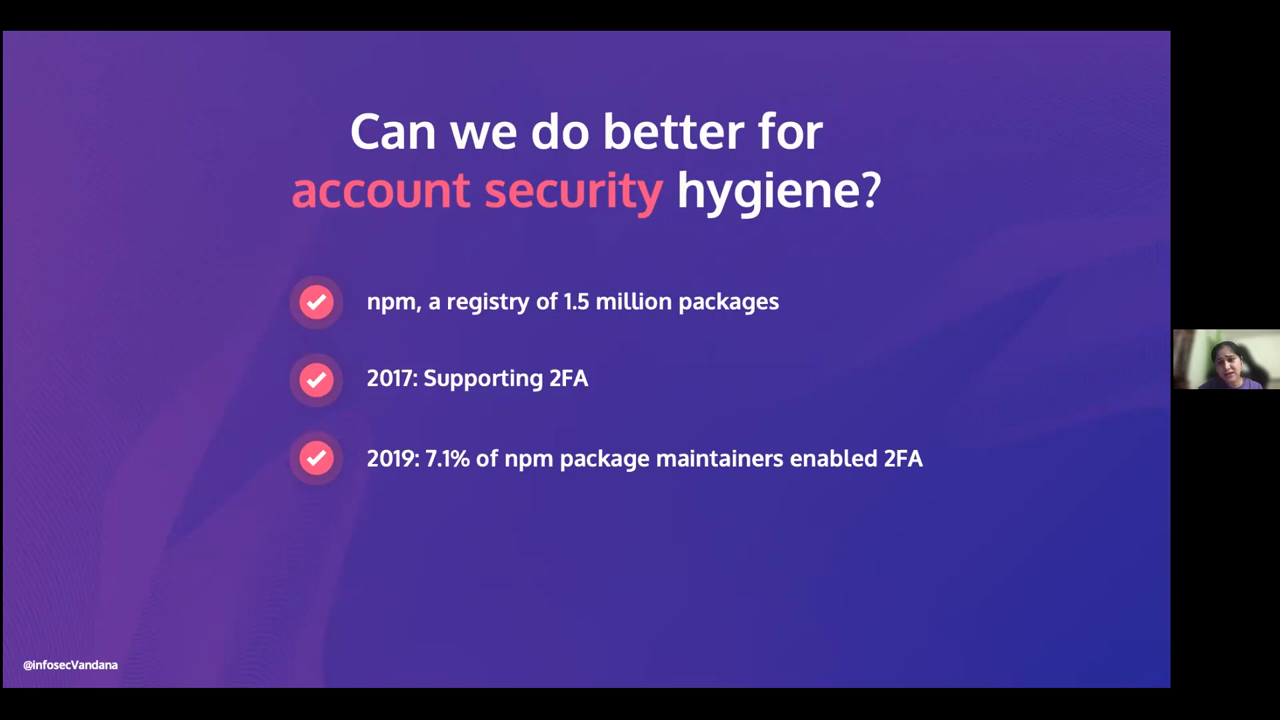 Can we do better for
account security hygiene?
npm, a registry of 1.5 million packages
2017: Supporting 2FA
2019: 7.1% of npm package maintainers enabled 2FA
@infosecVandana